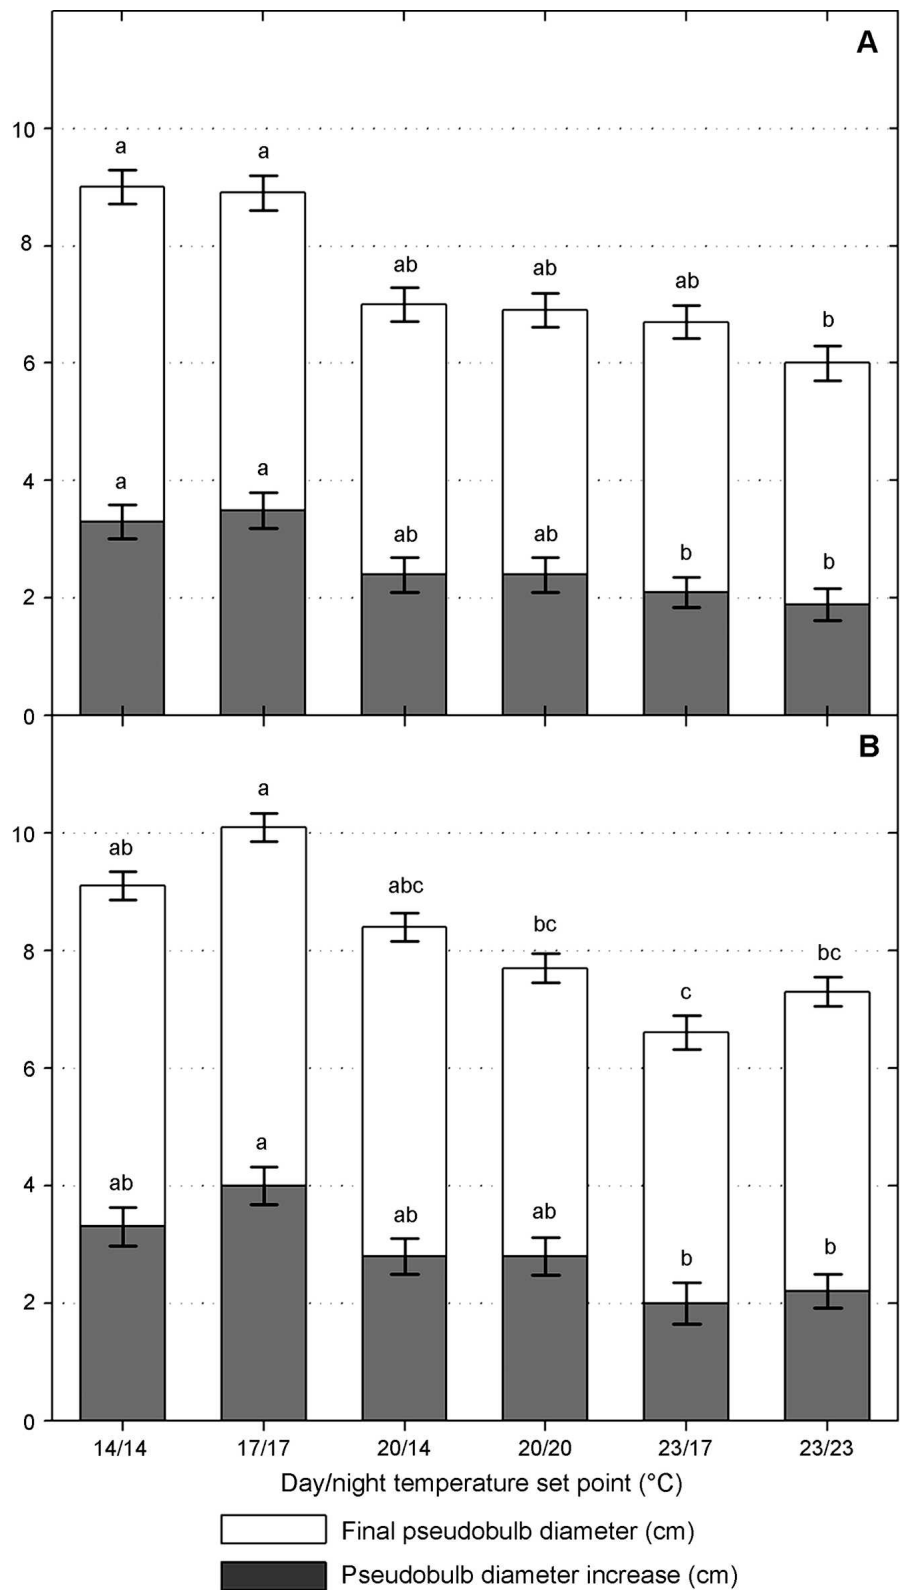 A
10
a
a
8
ab
ab
ab
b
6
a
a
4
ab
ab
b
b
2
0
B
a
10
ab
abc
bc
bc
8
c
6
a
4
ab
ab
ab
b
b
2
0
14/14 17/17 20/14 20/20 23/17 23/23
Day/night temperature set point (°C)
Final pseudobulb diameter (cm)
Pseudobulb diameter increase (cm)